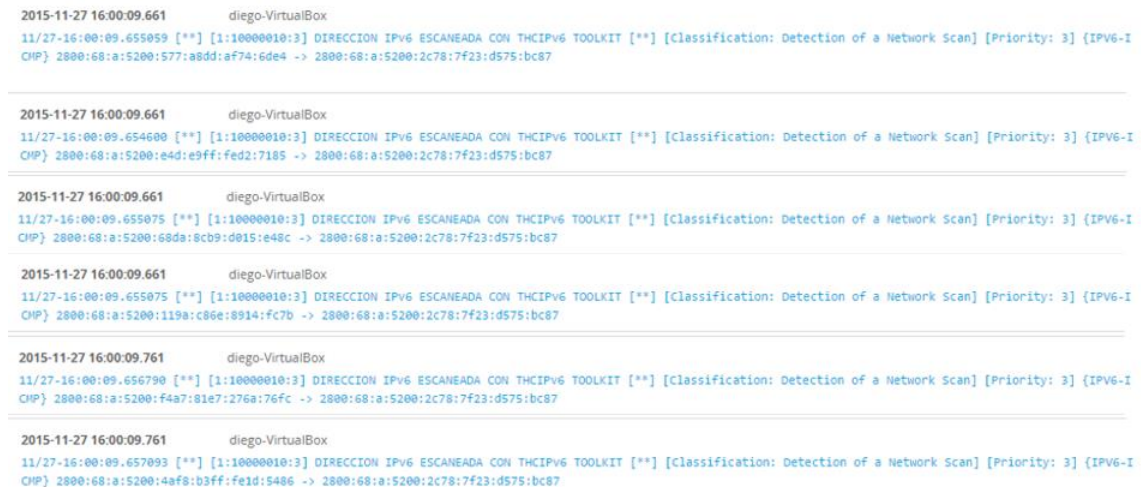 2015-11-27 16:00:09.661 diego-VirtualBox
11/27-16:00:09.655059 [**] [1:10000010:3] DIRECCION IPv6 ESCANEADA CON THCIPv6 TOOLKIT [**] [Classification: Detection of a Network Scan] [Priority: 3] {IPV6-I
CMP} 2800:68:a:5200:577:a8dd:af74:6de4 -> 2800:68:a:5200:2c78:7f23:d575:bc87
2015-11-27 16:00:09.661 diego-VirtualBox
11/27-16:00:09.654600 [**] [1:10000010:3] DIRECCION IPv6 ESCANEADA CON THCIPv6 TOOLKIT [**] [Classification: Detection of a Network Scan] [Priority: 3] {IPV6-I
CMP} 2800:68:a:5200:e4d:e9ff:fed2:7185 -> 2800:68:a:5200:2c78:7f23:d575:bc87
2015-11-27 16:00:09.661 diego-VirtualBox
11/27-16:00:09.655075 [**] [1:10000010:3] DIRECCION IPv6 ESCANEADA CON THCIPv6 TOOLKIT [**] [Classification: Detection of a Network Scan] [Priority: 3] {IPV6-I
CMP} 2800:68:a:5200:68da:8cb9:d015:e48c -> 2800:68:a:5200:2c78:7f23:d575:bc87
2015-11-27 16:00:09.661 diego-VirtualBox
11/27-16:00:09.655075 [**] [1:10000010:3] DIRECCION IPv6 ESCANEADA CON THCIPv6 TOOLKIT [**] [Classification: Detection of a Network Scan] [Priority: 3] {IPV6-I
CMP} 2800:68:a:5200:119a:c86e:8914:fc7b -> 2800:68:a:5200:2c78:7f23:d575:bc87
2015-11-27 16:00:09.761 diego-VirtualBox
11/27-16:00:09.656790 [**] [1:10000010:3] DIRECCION IPv6 ESCANEADA CON THCIPv6 TOOLKIT [**] [Classification: Detection of a Network Scan] [Priority: 3] {IPV6-I
CMP} 2800:68:a:5200:f4a7:81e7:276a:76fc -> 2800:68:a:5200:2c78:7f23:d575:bc87
2015-11-27 16:00:09.761 diego-VirtualBox
11/27-16:00:09.657093 [**] [1:10000010:3] DIRECCION IPv6 ESCANEADA CON THCIPv6 TOOLKIT [**] [Classification: Detection of a Network Scan] [Priority: 3] {IPV6-I
CMP} 2800:68:a:5200:4af8:b3ff:fe1d:5486 -> 2800:68:a:5200:2c78:7f23:d575:bc87